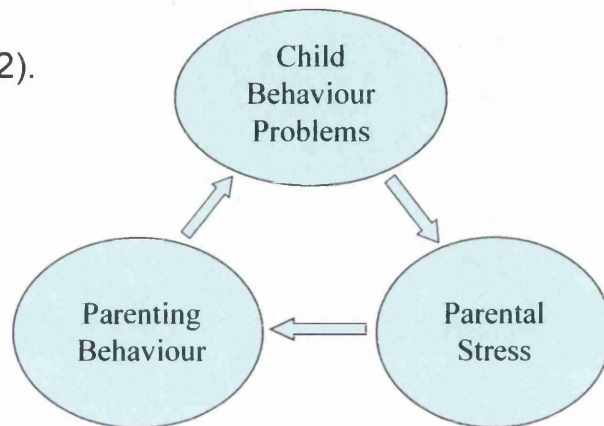 2).
Child
Behaviour
Problems
Parenting
Behaviour
Parental
Stress